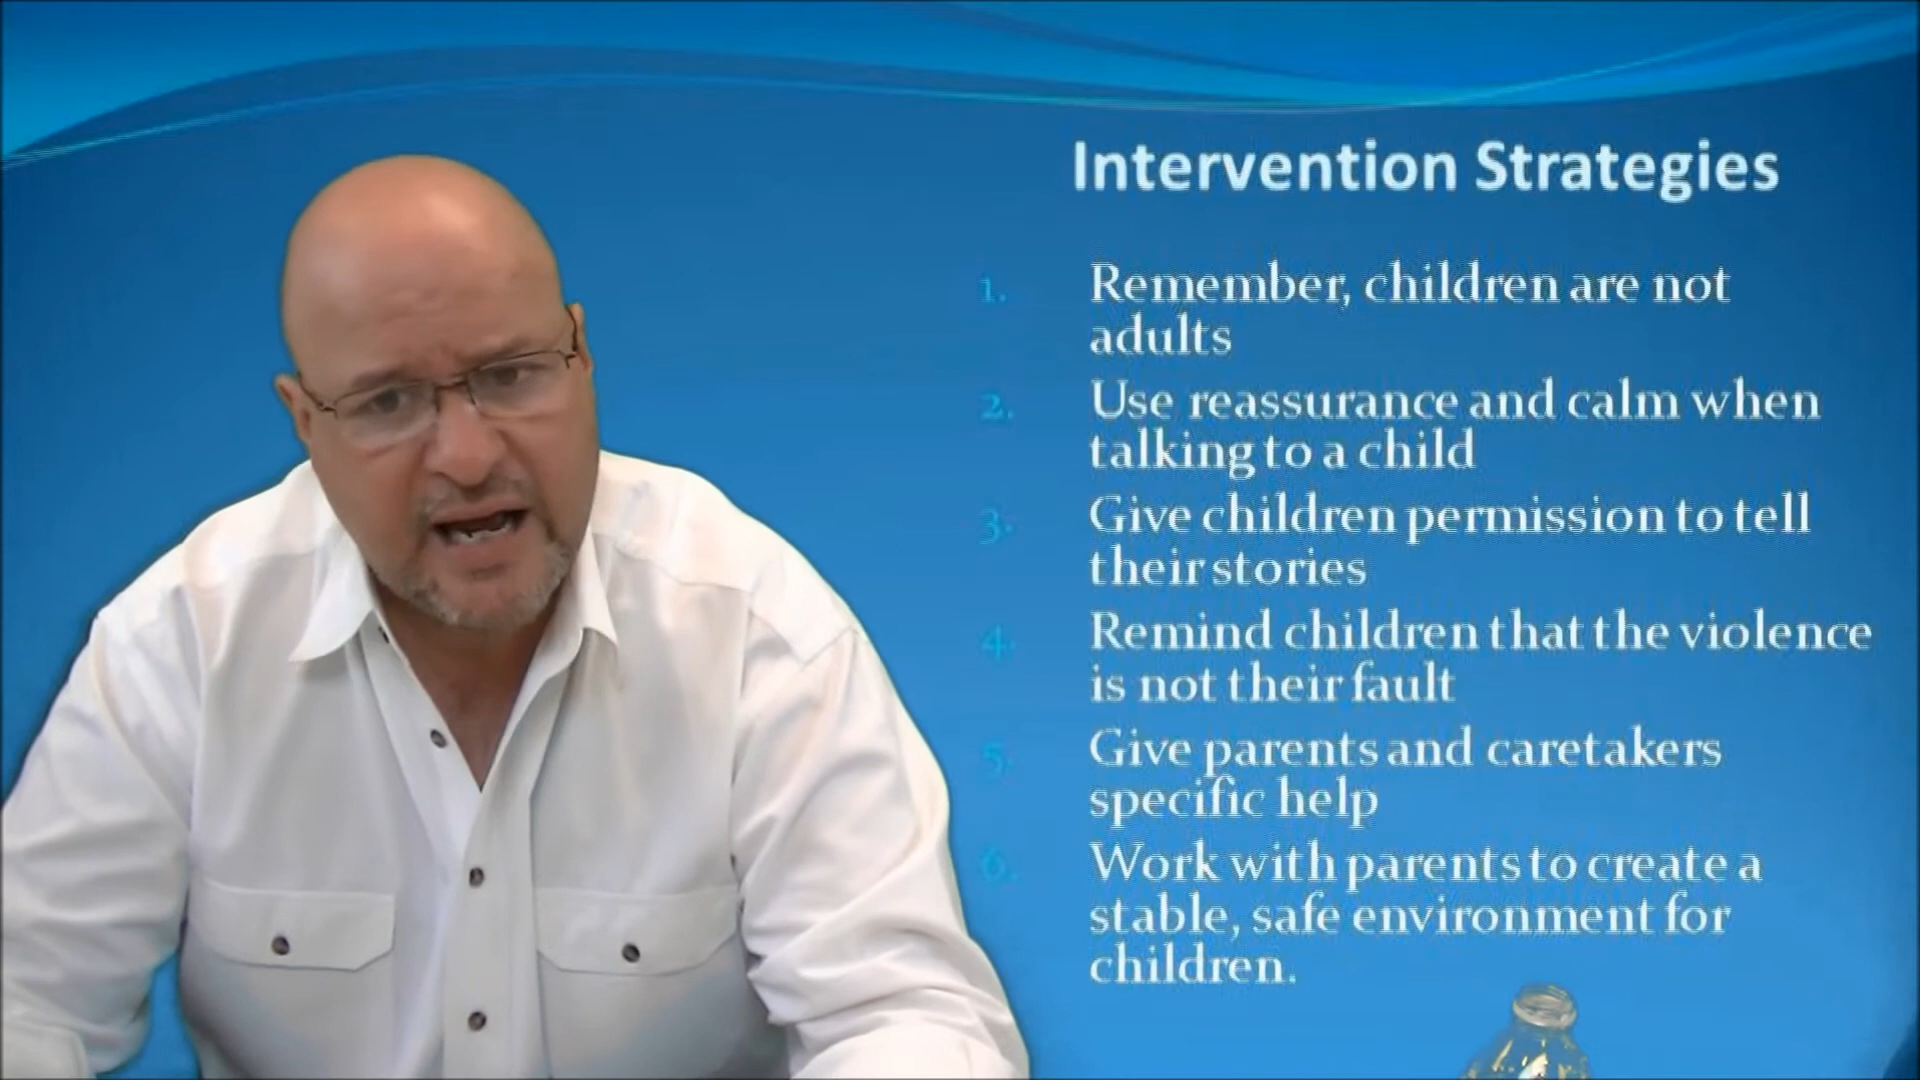 Intervention Strategies
1. Remember, children are not
adults
2. Use reassurance and calm when
talking to a child
3. Give children permission to tell
their stories
4. Remind children that the violence
is not their fault
5. Give parents and caretakers
specific help
6. Work with parents to create a
stable, safe environment for
children.